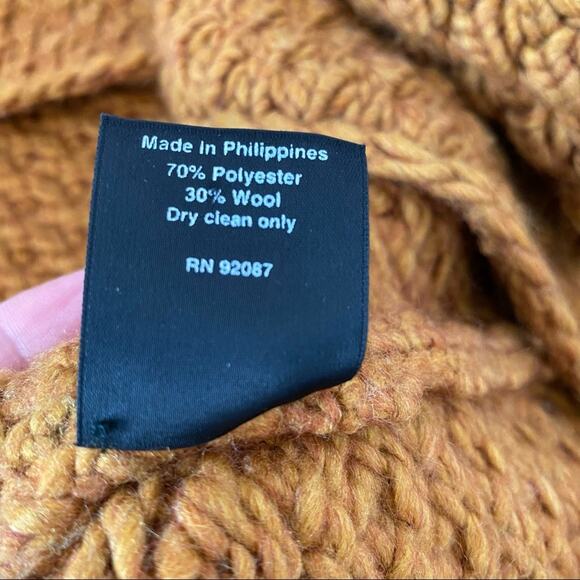 Made in Philippines
70% Polyester
30% Wool
Dry clean only
RN 92087